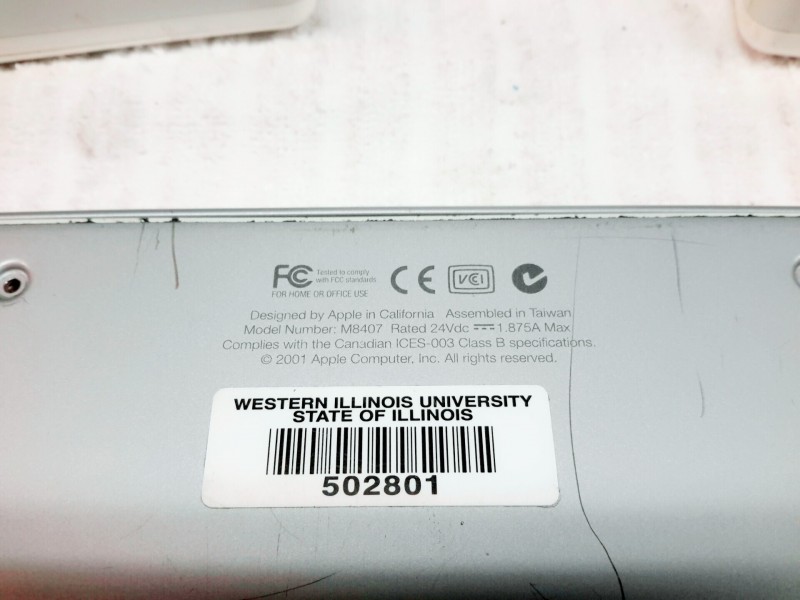 FC Tested to comply
with FCC standards
FOR HOME OR OFFICE USE
CE
VCI
Designed by Apple in California Assembled in Taiwan
Model Number: M8407 Rated 24Vdc 1.875A Max
Complies with the Canadian ICES-003 Class B specifications.
© 2001 Apple Computer, Inc. All rights reserved.
WESTERN ILLINOIS UNIVERSITY
STATE OF ILLINOIS
502801